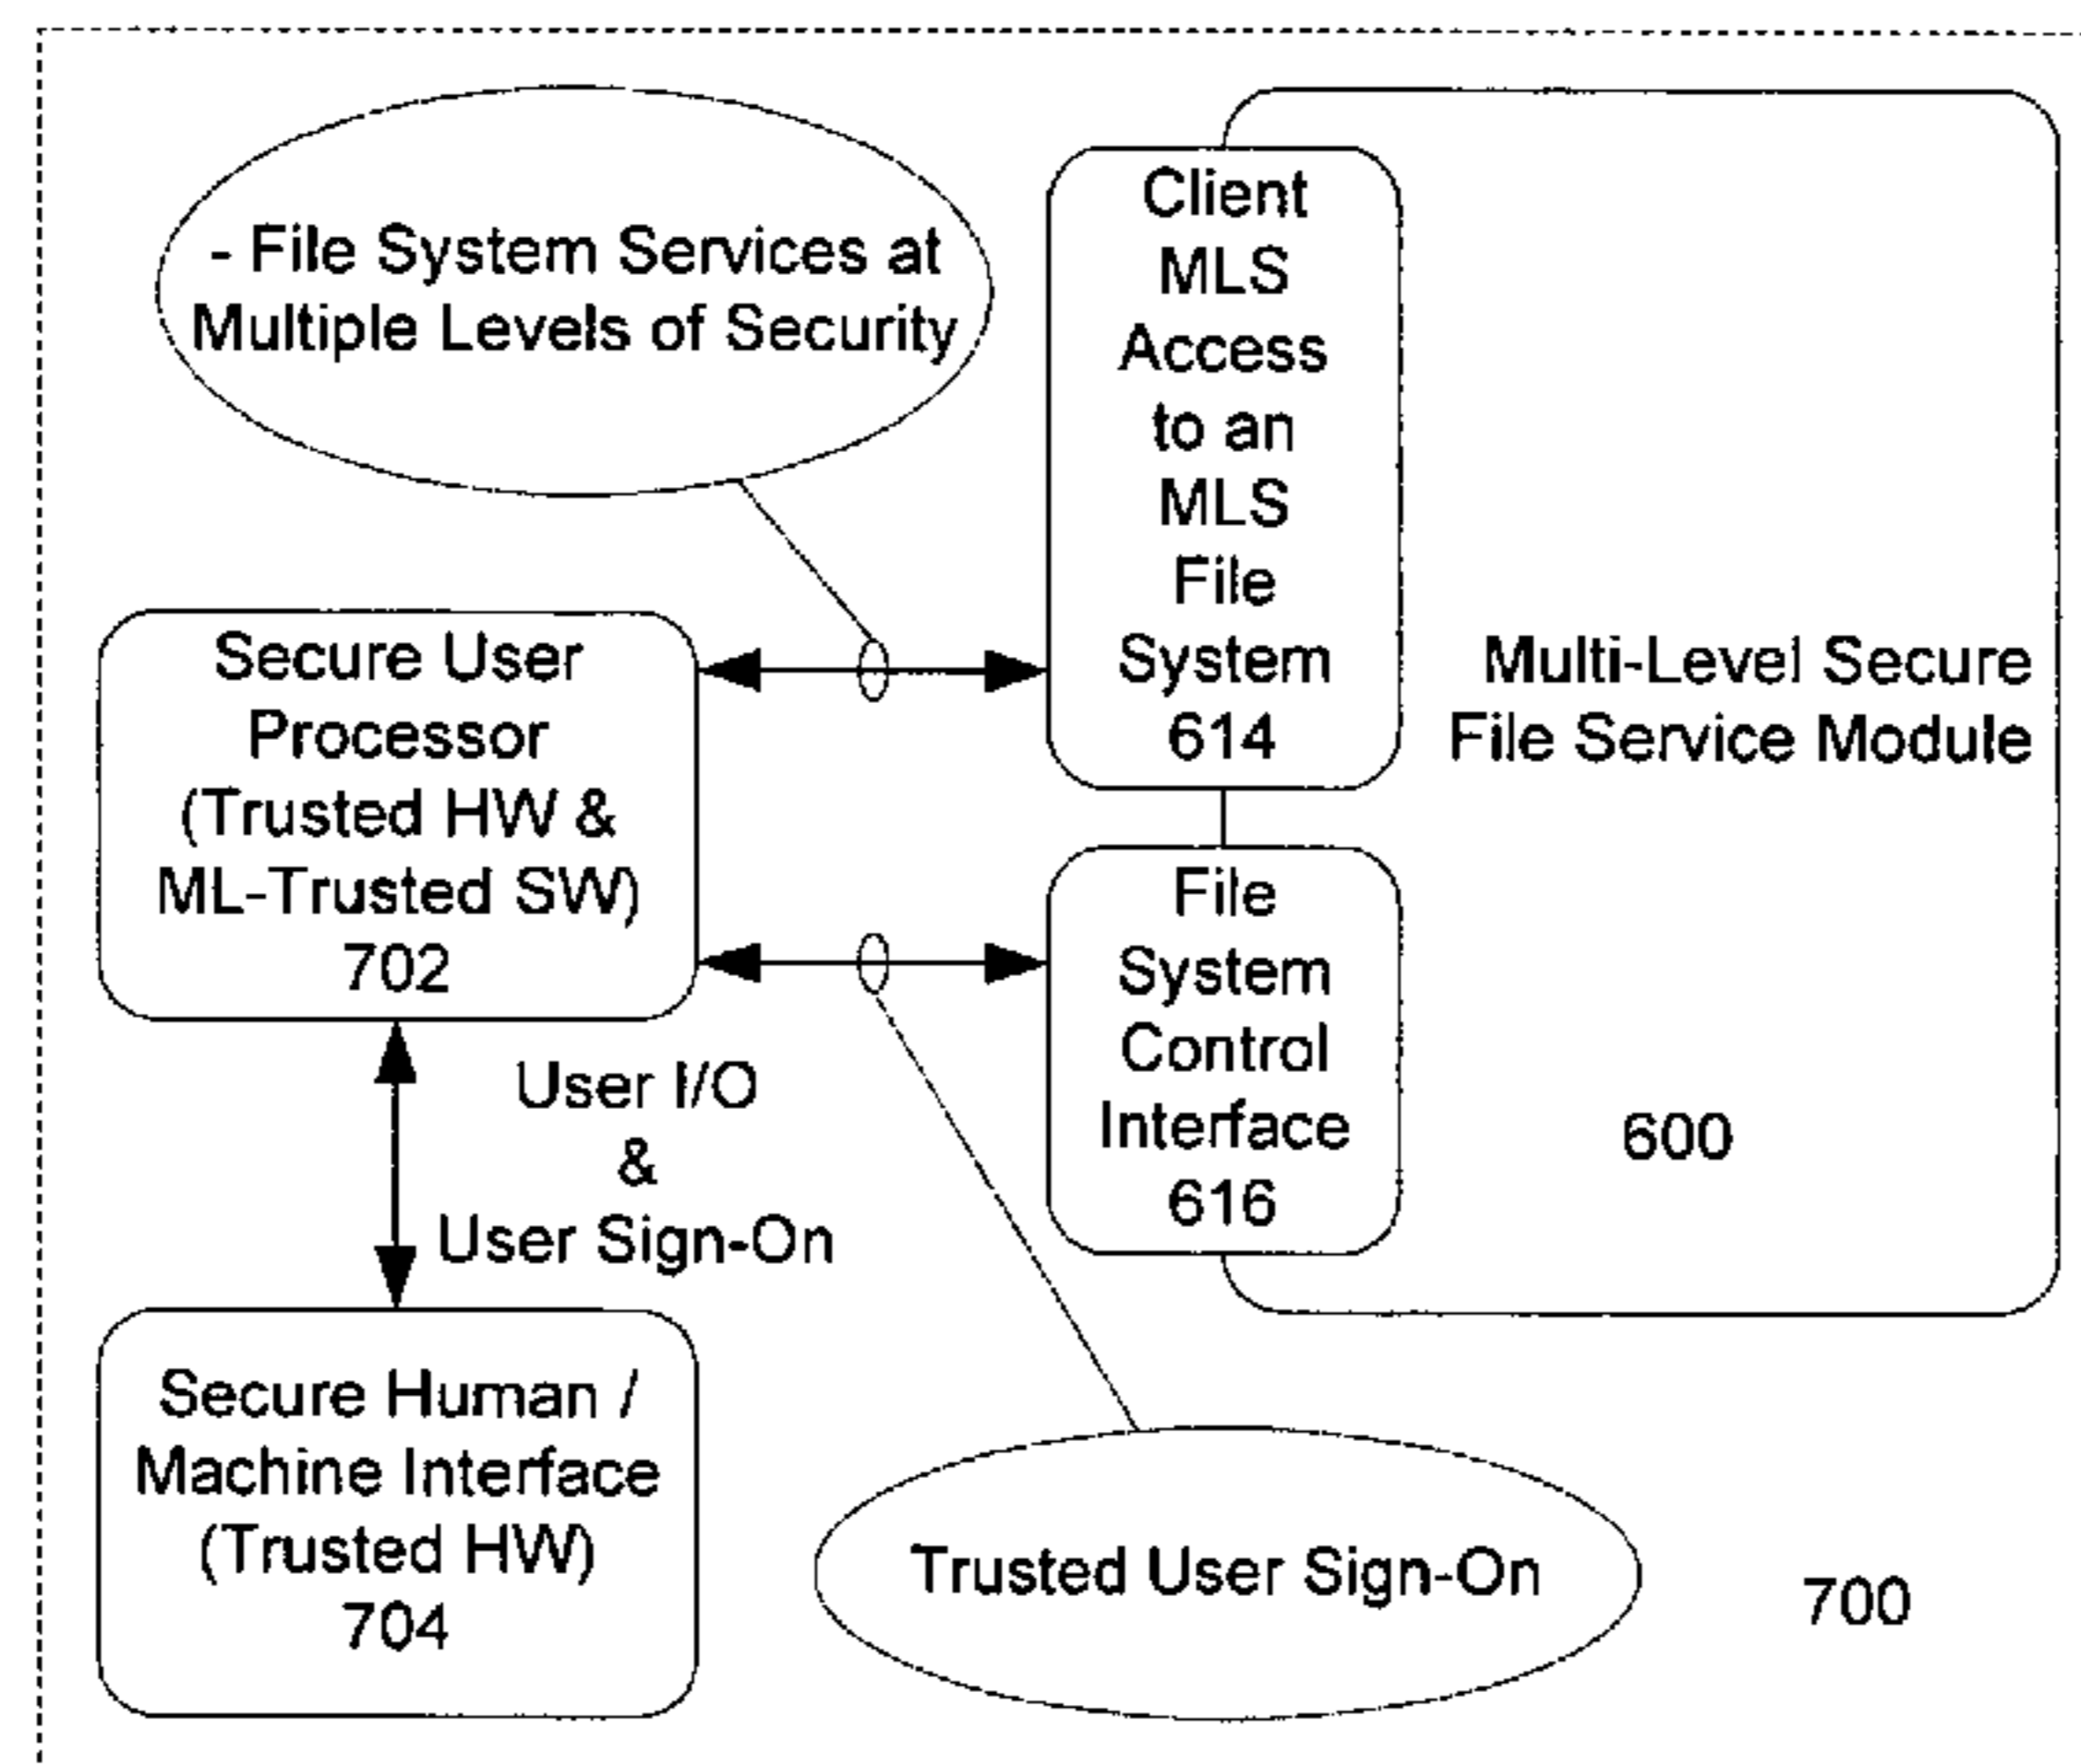 - File System Services at
Multiple Levels of Security
Client
MLS
Access
to an
MLS
File
System
614
Multi-Level Secure
File Service Module
600
Secure User
Processor
(Trusted HW &
ML-Trusted SW)
702
File
System
Control
Interface
616
User I/O
&
User Sign-On
Secure Human /
Machine Interface
(Trusted HW)
704
Trusted User Sign-On
700